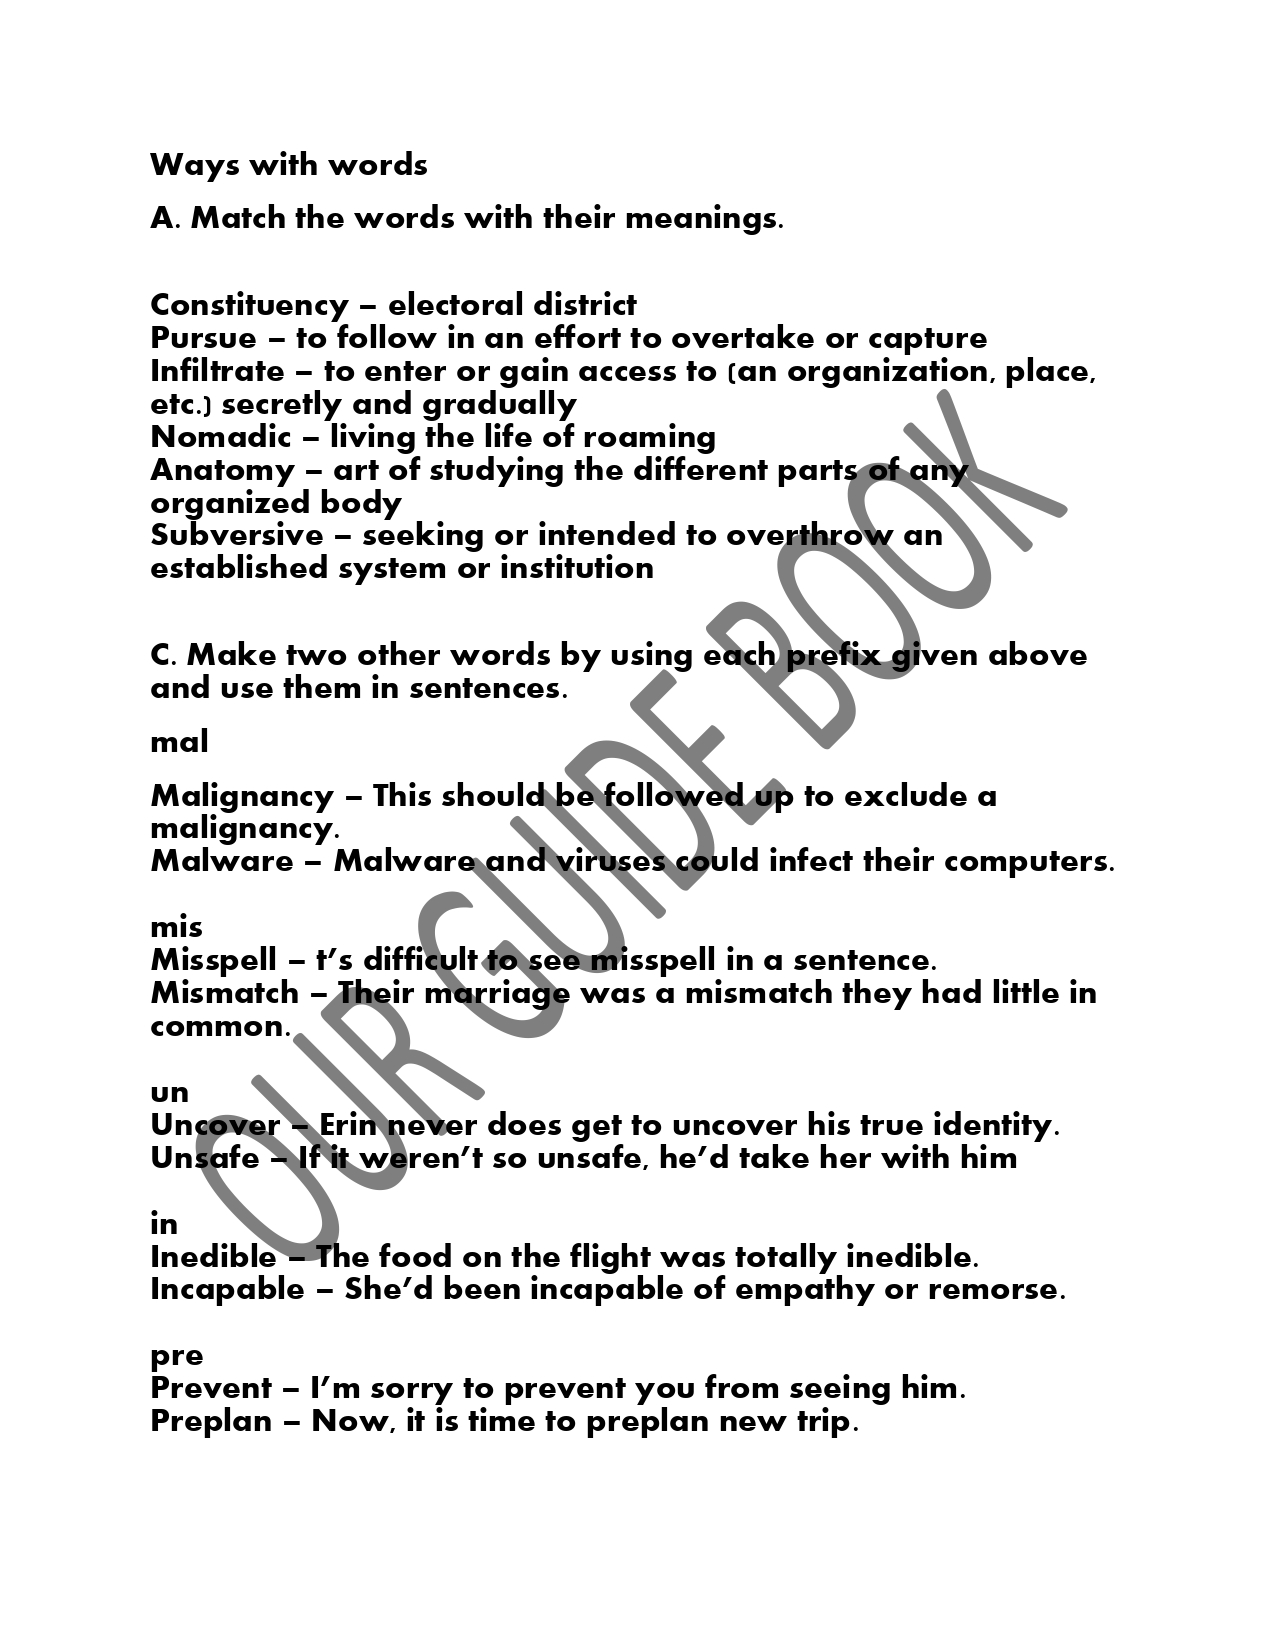 Ways with words
A. Match the words with their meanings.
Constituency – electoral district
Pursue – to follow in an effort to overtake or capture
Infiltrate – to enter or gain access to (an organization, place,
etc.) secretly and gradually
Nomadic – living the life of roaming
Anatomy – art of studying the different parts of any
organized body
Subversive – seeking or intended to overthrow an
established system or institution
C. Make two other words by using each prefix given above
and use them in sentences.
mal
Malignancy – This should be followed up to exclude a
malignancy.
Malware – Malware and viruses could infect their computers.
mis
Misspell – t’s difficult to see misspell in a sentence.
Mismatch – Their marriage was a mismatch they had little in
common.
un
Uncover – Erin never does get to uncover his true identity.
Unsafe – If it weren’t so unsafe, he’d take her with him
in
Inedible – The food on the flight was totally inedible.
Incapable – She’d been incapable of empathy or remorse.
pre
Prevent – I’m sorry to prevent you from seeing him.
Preplan – Now, it is time to preplan new trip.
OUR GUIDE BOOK